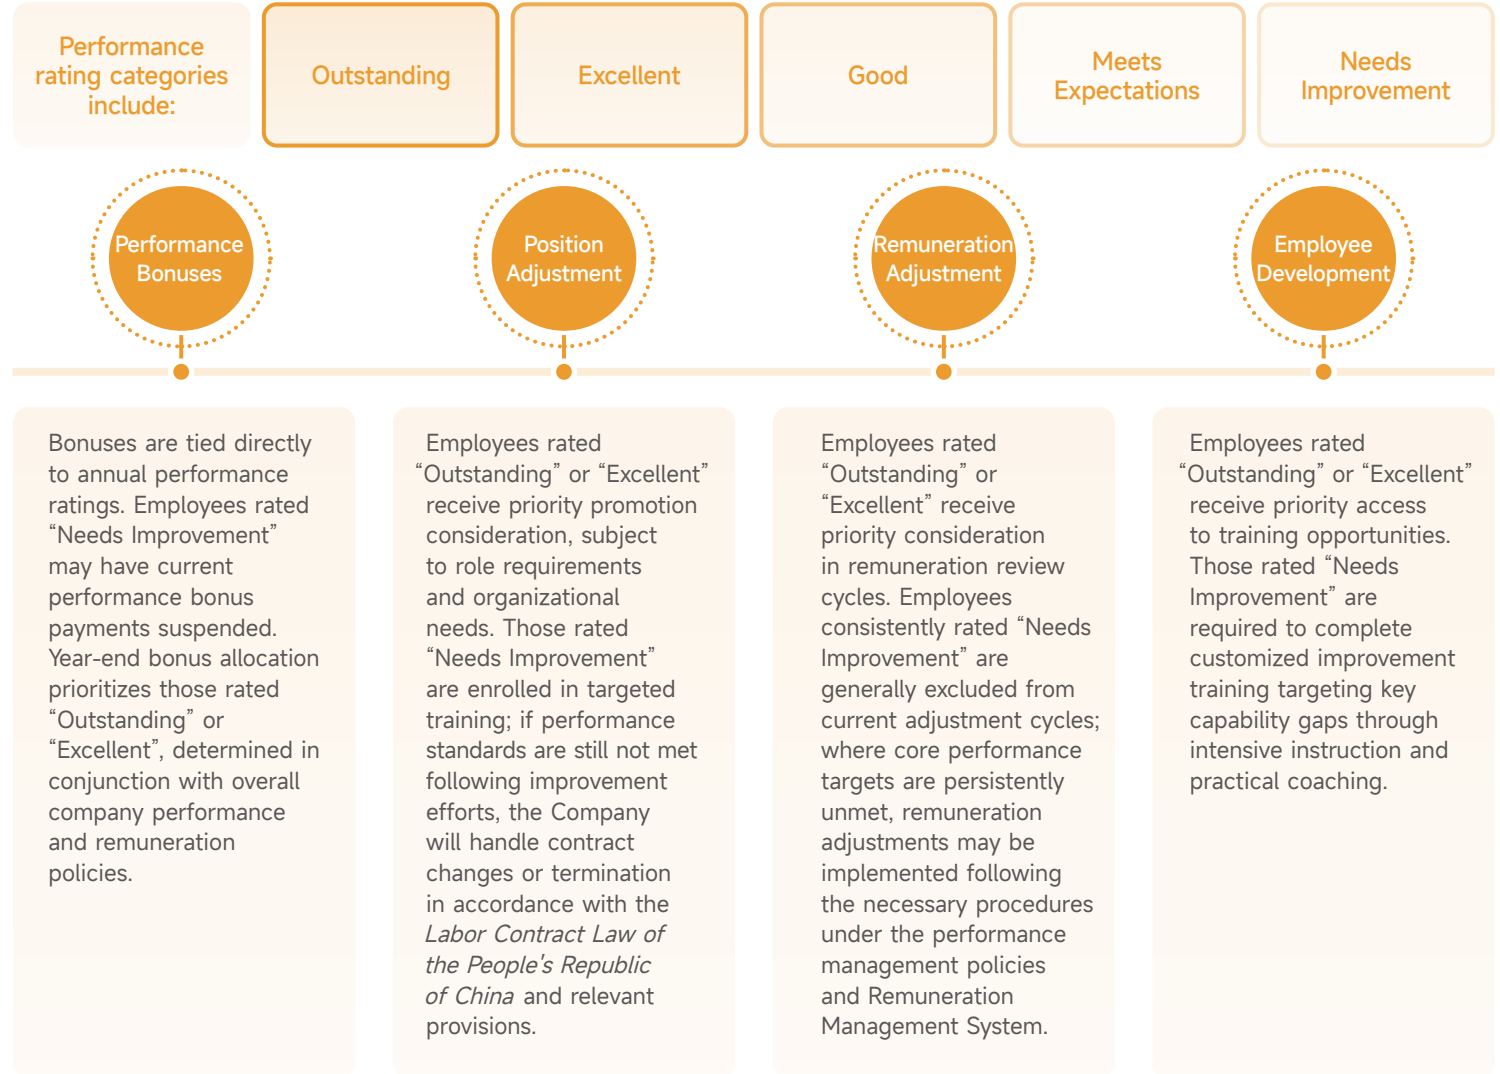 Performance
rating categories
include:
Outstanding
Excellent
Good
Meets
Expectations
Needs
Improvement
Performance
Bonuses
Position
Adjustment
Remuneration
Adjustment
Employee
Development
Bonuses are tied directly
to annual performance
ratings. Employees rated
“Needs Improvement”
may have current
performance bonus
payments suspended.
Year-end bonus allocation
prioritizes those rated
“Outstanding” or
“Excellent”, determined in
conjunction with overall
company performance
and remuneration
policies.
Employees rated
“Outstanding” or “Excellent”
receive priority promotion
consideration, subject
to role requirements
and organizational
needs. Those rated
“Needs Improvement”
are enrolled in targeted
training; if performance
standards are still not met
following improvement
efforts, the Company
will handle contract
changes or termination
in accordance with the
Labor Contract Law of
the People's Republic
of China and relevant
provisions.
Employees rated
“Outstanding” or
“Excellent” receive
priority consideration
in remuneration review
cycles. Employees
consistently rated “Needs
Improvement” are
generally excluded from
current adjustment cycles;
where core performance
targets are persistently
unmet, remuneration
adjustments may be
implemented following
the necessary procedures
under the performance
management policies
and Remuneration
Management System.
Employees rated
“Outstanding” or “Excellent”
receive priority access
to training opportunities.
Those rated “Needs
Improvement” are
required to complete
customized improvement
training targeting key
capability gaps through
intensive instruction and
practical coaching.